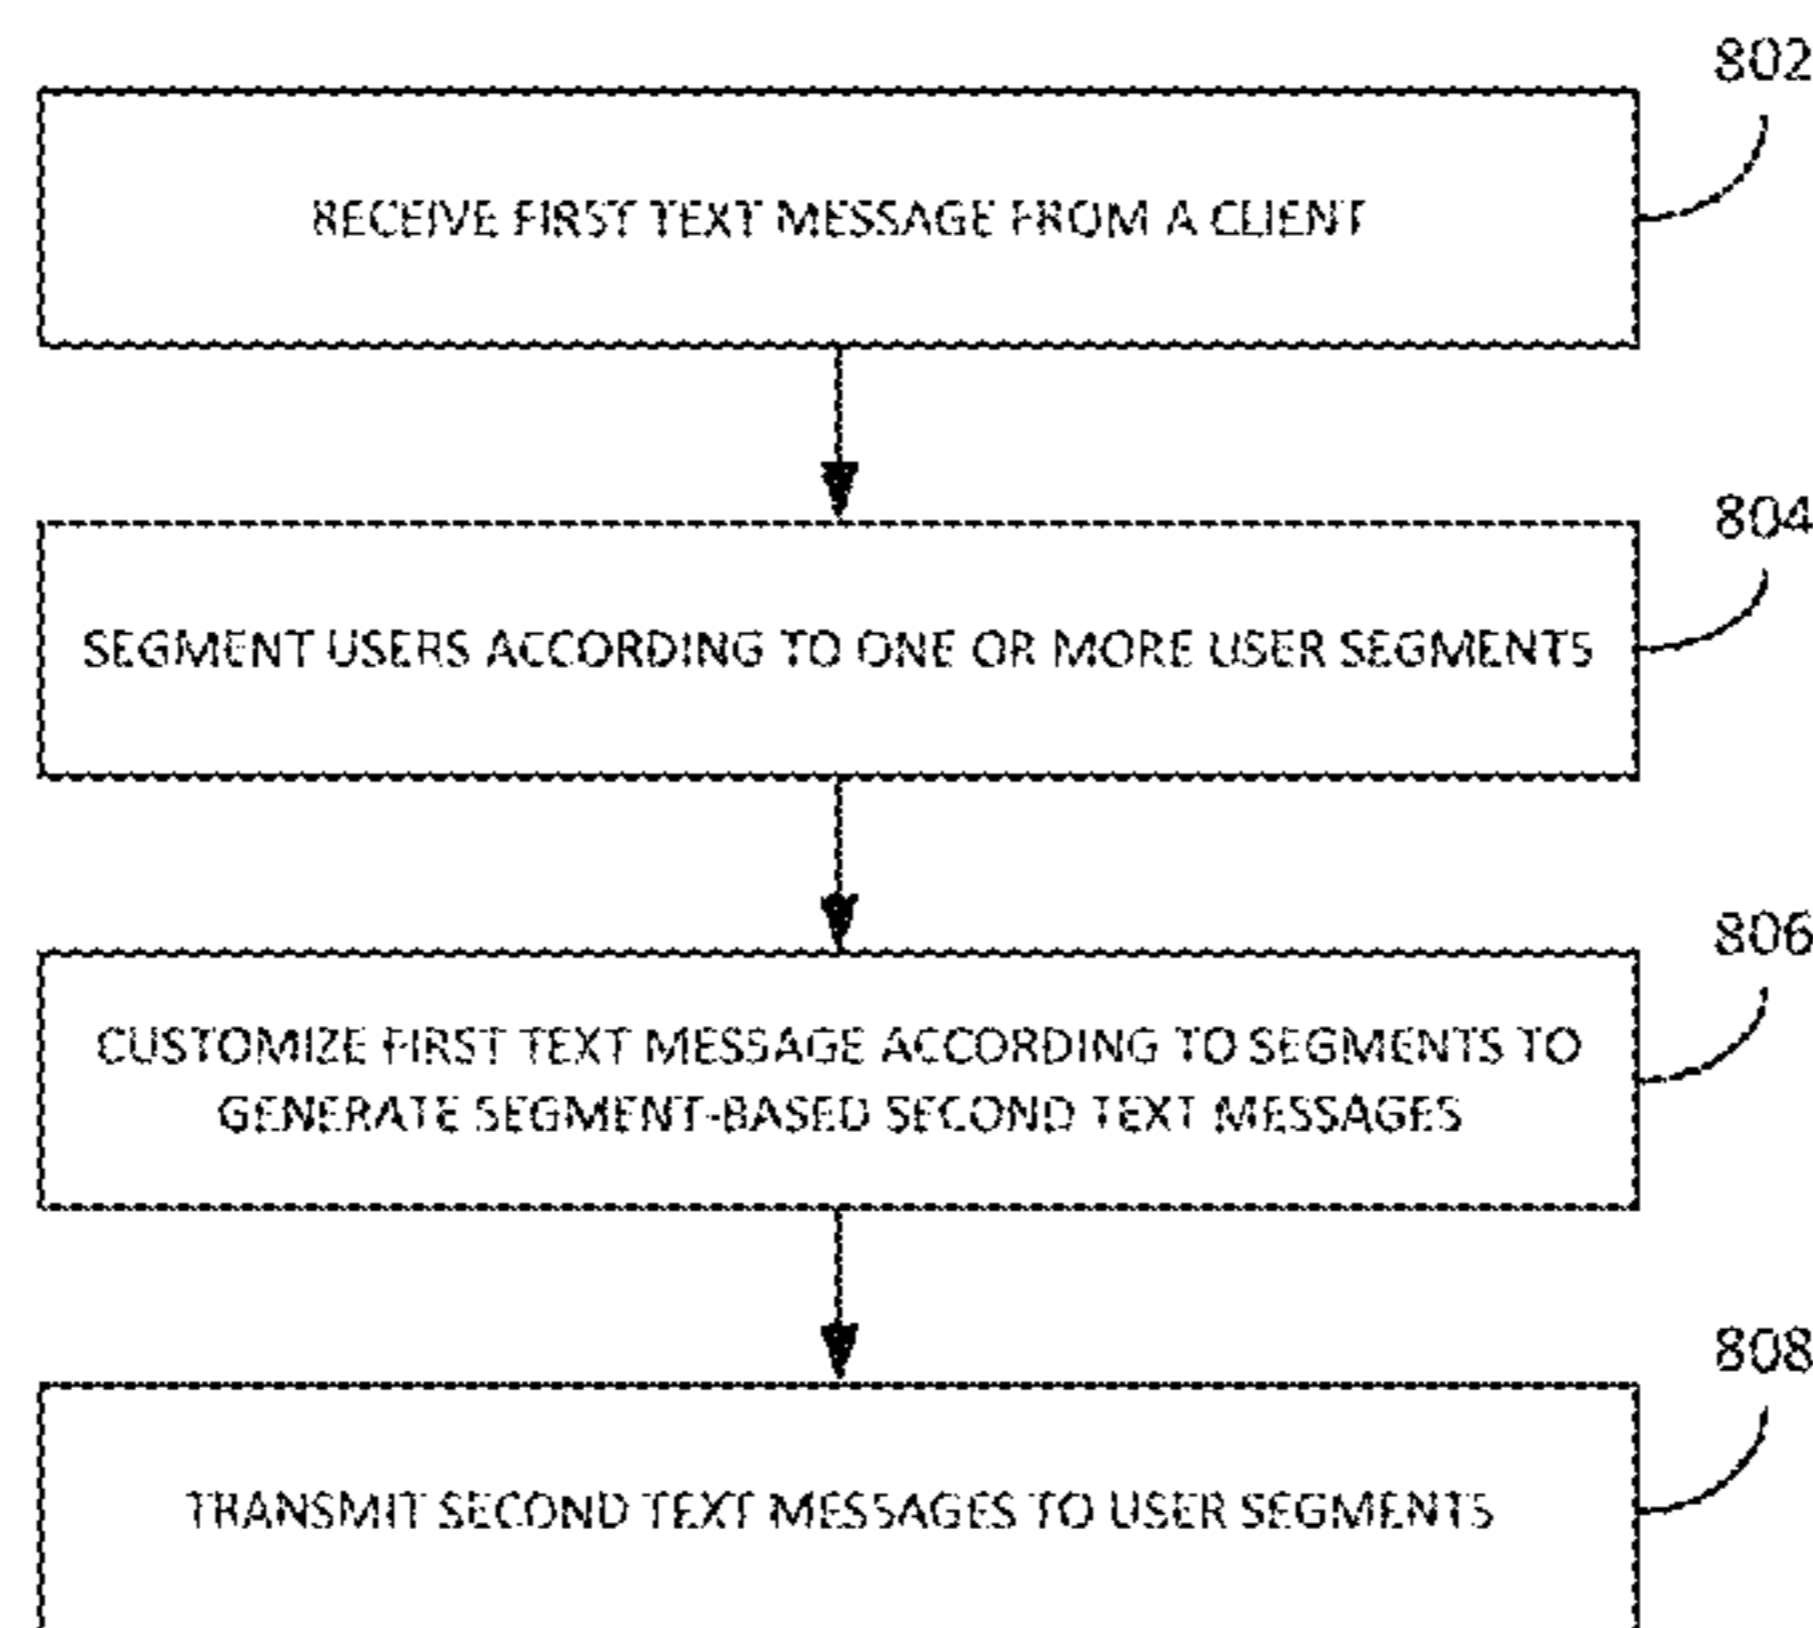 802
RECEIVE FIRST TEXT MESSAGE FROM A CLIENT
804
SEGMENT USERS ACCORDING TO ONE OR MORE USER SEGMENTS
806
CUSTOMIZE FIRST TEXT MESSAGE ACCORDING TO SEGMENTS TO
GENERATE SEGMENT-BASED SECOND TEXT MESSAGES
808
TRANSMIT SECOND TEXT MESSAGES TO USER SEGMENTS